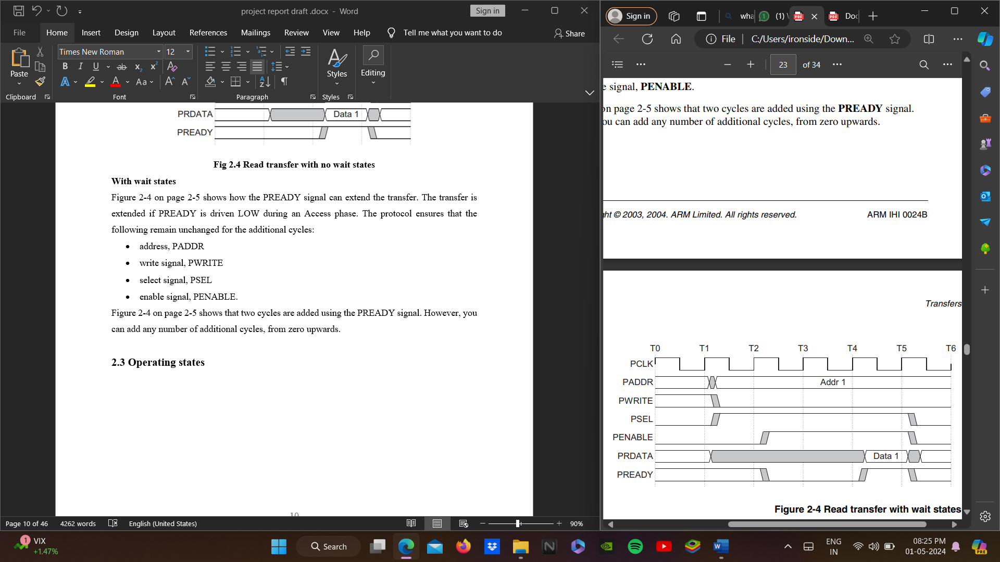 project report draft .docx - Word
Sign in
File Home Insert Design Layout References Mailings Review View Help Tell me what you want to do Share
Times New Roman 12
Paste
Styles
Editing
Clipboard Font Paragraph Styles
PRDATA Data 1
PREADY
Fig 2.4 Read transfer with no wait states
With wait states
Figure 2-4 on page 2-5 shows how the PREADY signal can extend the transfer. The transfer is
extended if PREADY is driven LOW during an Access phase. The protocol ensures that the
following remain unchanged for the additional cycles:
• address, PADDR
• write signal, PWRITE
• select signal, PSEL
• enable signal, PENABLE.
Figure 2-4 on page 2-5 shows that two cycles are added using the PREADY signal. However, you
can add any number of additional cycles, from zero upwards.
2.3 Operating states
10
Page 10 of 46 4262 words English (United States) 90%
Sign in wha (1) Doc
File C:/Users/ironside/Down...
23 of 34
e signal, PENABLE.
on page 2-5 shows that two cycles are added using the PREADY signal.
ou can add any number of additional cycles, from zero upwards.
ght © 2003, 2004. ARM Limited. All rights reserved. ARM IHI 0024B
Transfers
T0 T1 T2 T3 T4 T5 T6
PCLK
PADDR Addr 1
PWRITE
PSEL
PENABLE
PRDATA Data 1
PREADY
Figure 2-4 Read transfer with wait states
1 VIX
+1.47%
Search
ENG
IN
08:25 PM
01-05-2024
PRE